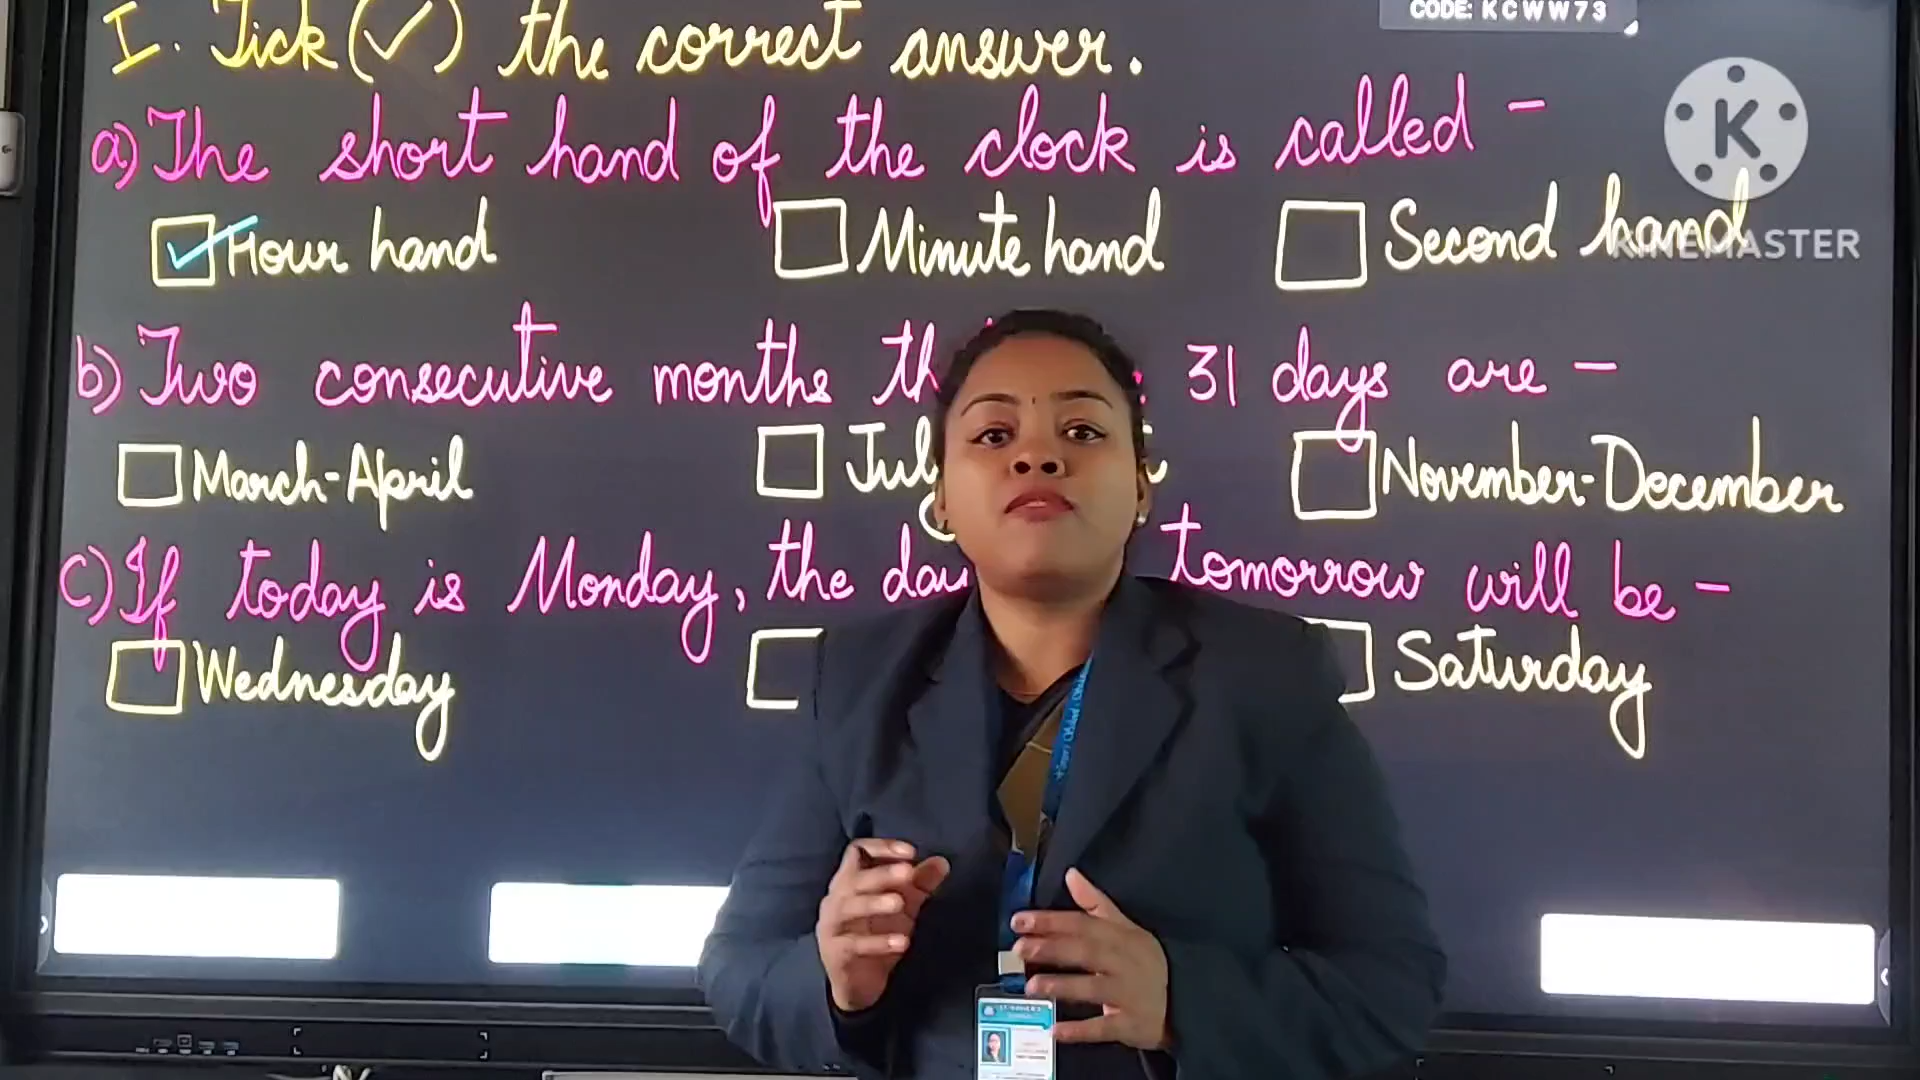 CODE: KCWW73
I. Tick (✓) the correct answer.
a) The short hand of the clock is called –
Hour hand Minute hand Second hand
K
KINEMASTER
b) Two consecutive months 31 days are –
March-April November-December
c) If today is Monday, the tomorrow will be –
Wednesday Saturday